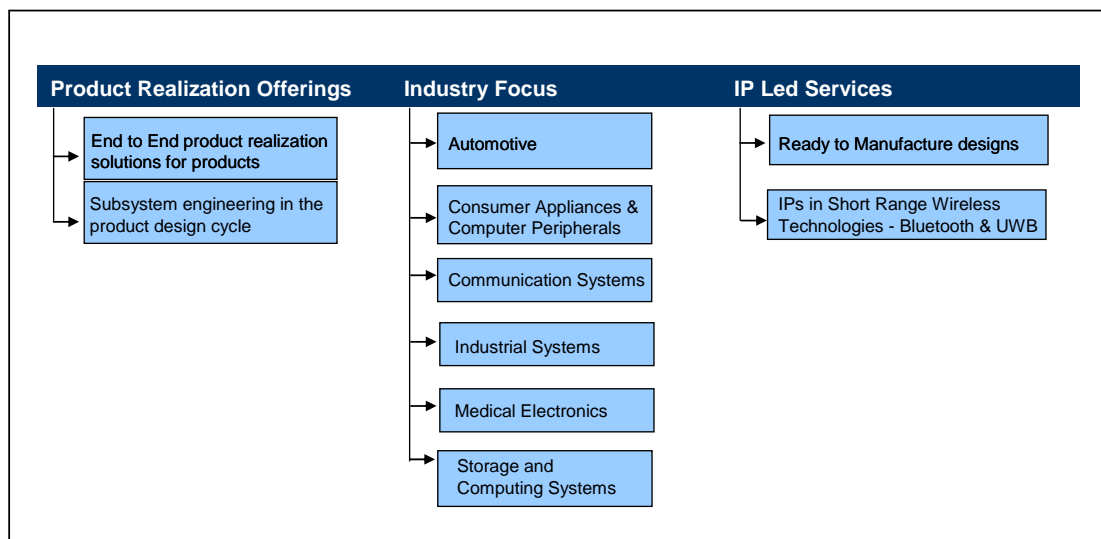 Product Realization Offerings
End to End product realization
solutions for products
Subsystem engineering in the
product design cycle
Industry Focus
Automotive
Consumer Appliances &
Computer Peripherals
Communication Systems
Industrial Systems
Medical Electronics
Storage and
Computing Systems
IP Led Services
Ready to Manufacture designs
IPs in Short Range Wireless
Technologies - Bluetooth & UWB